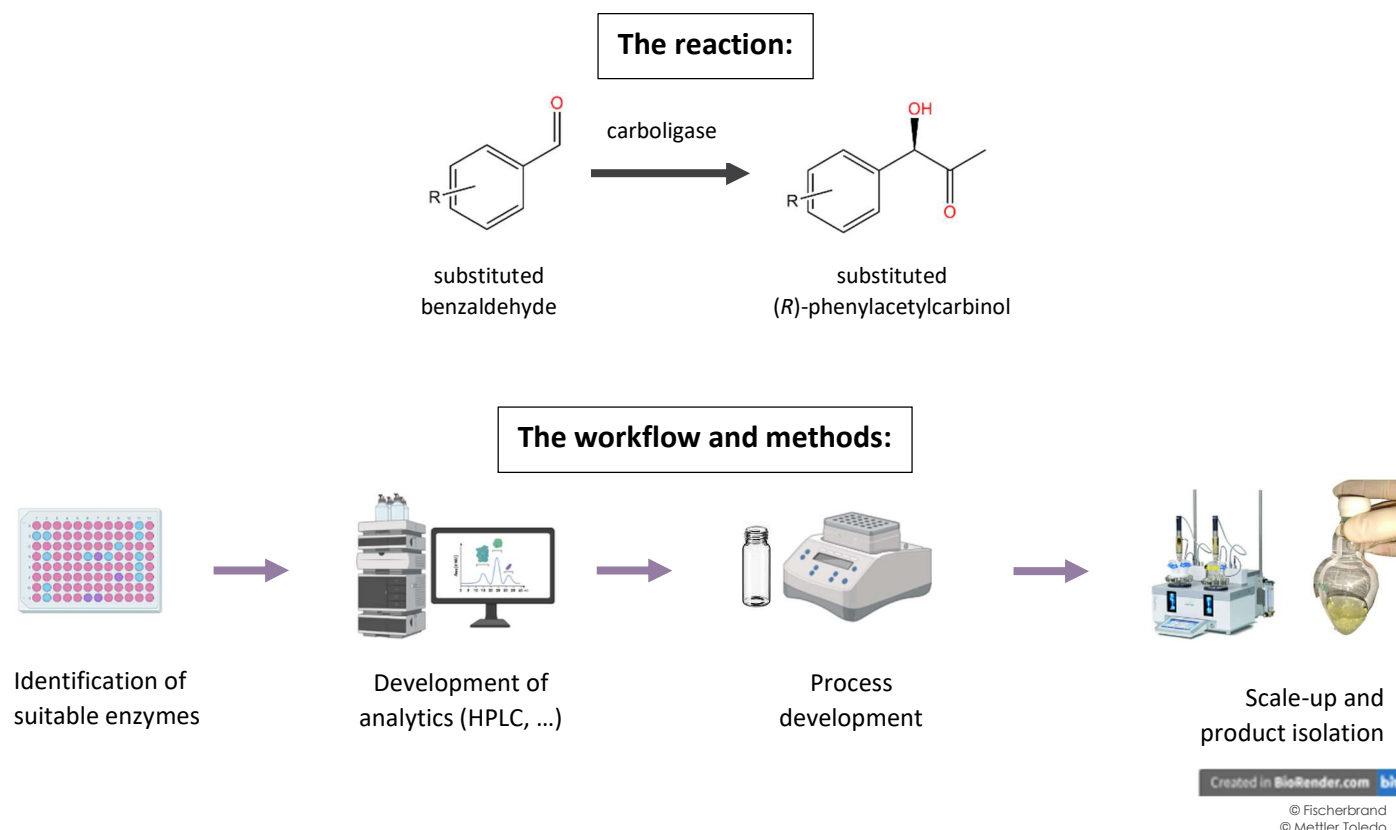 The reaction:
O
OH
carboligase
R
R
O
substituted
benzaldehyde
substituted
(R)-phenylacetylcarbinol
The workflow and methods:
Identification of
suitable enzymes
Development of
analytics (HPLC, …)
Process
development
Scale-up and
product isolation
Created in BioRender.com
© Fischerbrand
© Mettler Toledo